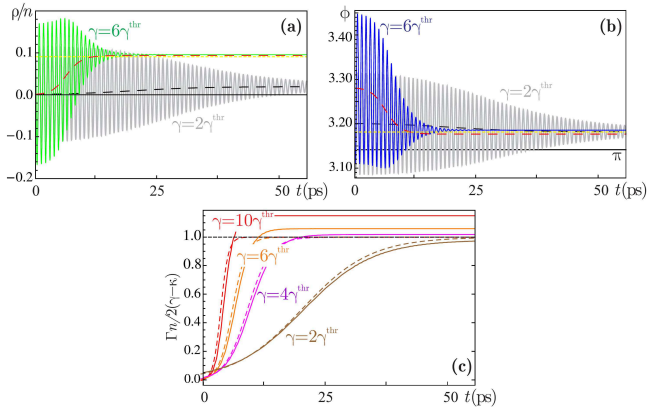 ρ/n
γ=6γ^thr
(a)
0.1
0.0
-0.1
-0.2
γ=2γ^thr
0 25 50 t(ps)
ϕ
γ=6γ^thr
(b)
3.40
3.30
3.20
3.10
γ=2γ^thr
π
0 25 50 t(ps)
Γn/2(γ−κ)
γ=10γ^thr
1.0
γ=6γ^thr
0.8
0.6
γ=4γ^thr
0.4
γ=2γ^thr
0.2
(c)
0.0
0 12 25 37 50 t(ps)